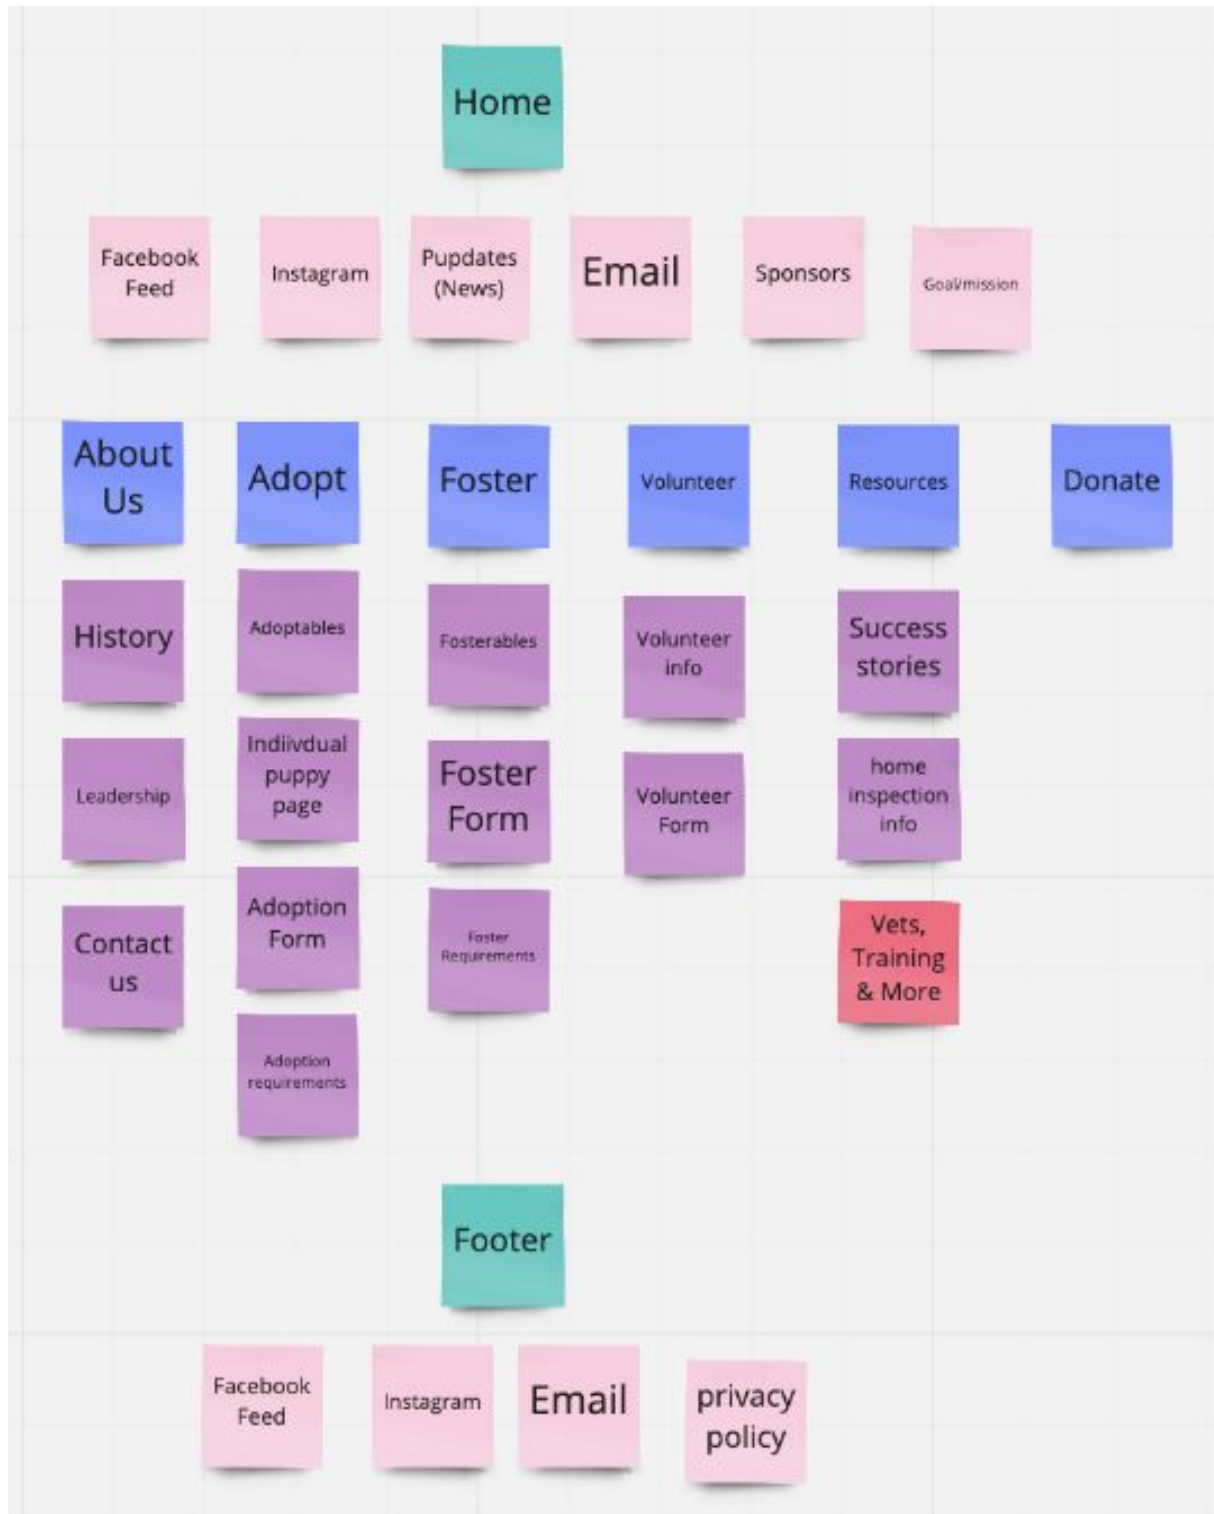 Home
Facebook
Feed
Instagram
Pupdates
(News)
Email
Sponsors
Goal/mission
About
Us
Adopt
Foster
Volunteer
Resources
Donate
History
Adoptables
Fosterables
Volunteer
info
Success
stories
Leadership
Indiivdual
puppy
page
Foster
Form
Volunteer
Form
home
inspection
info
Contact
us
Adoption
Form
Foster
Requirements
Vets,
Training
& More
Adoption
requirements
Footer
Facebook
Feed
Instagram
Email
privacy
policy